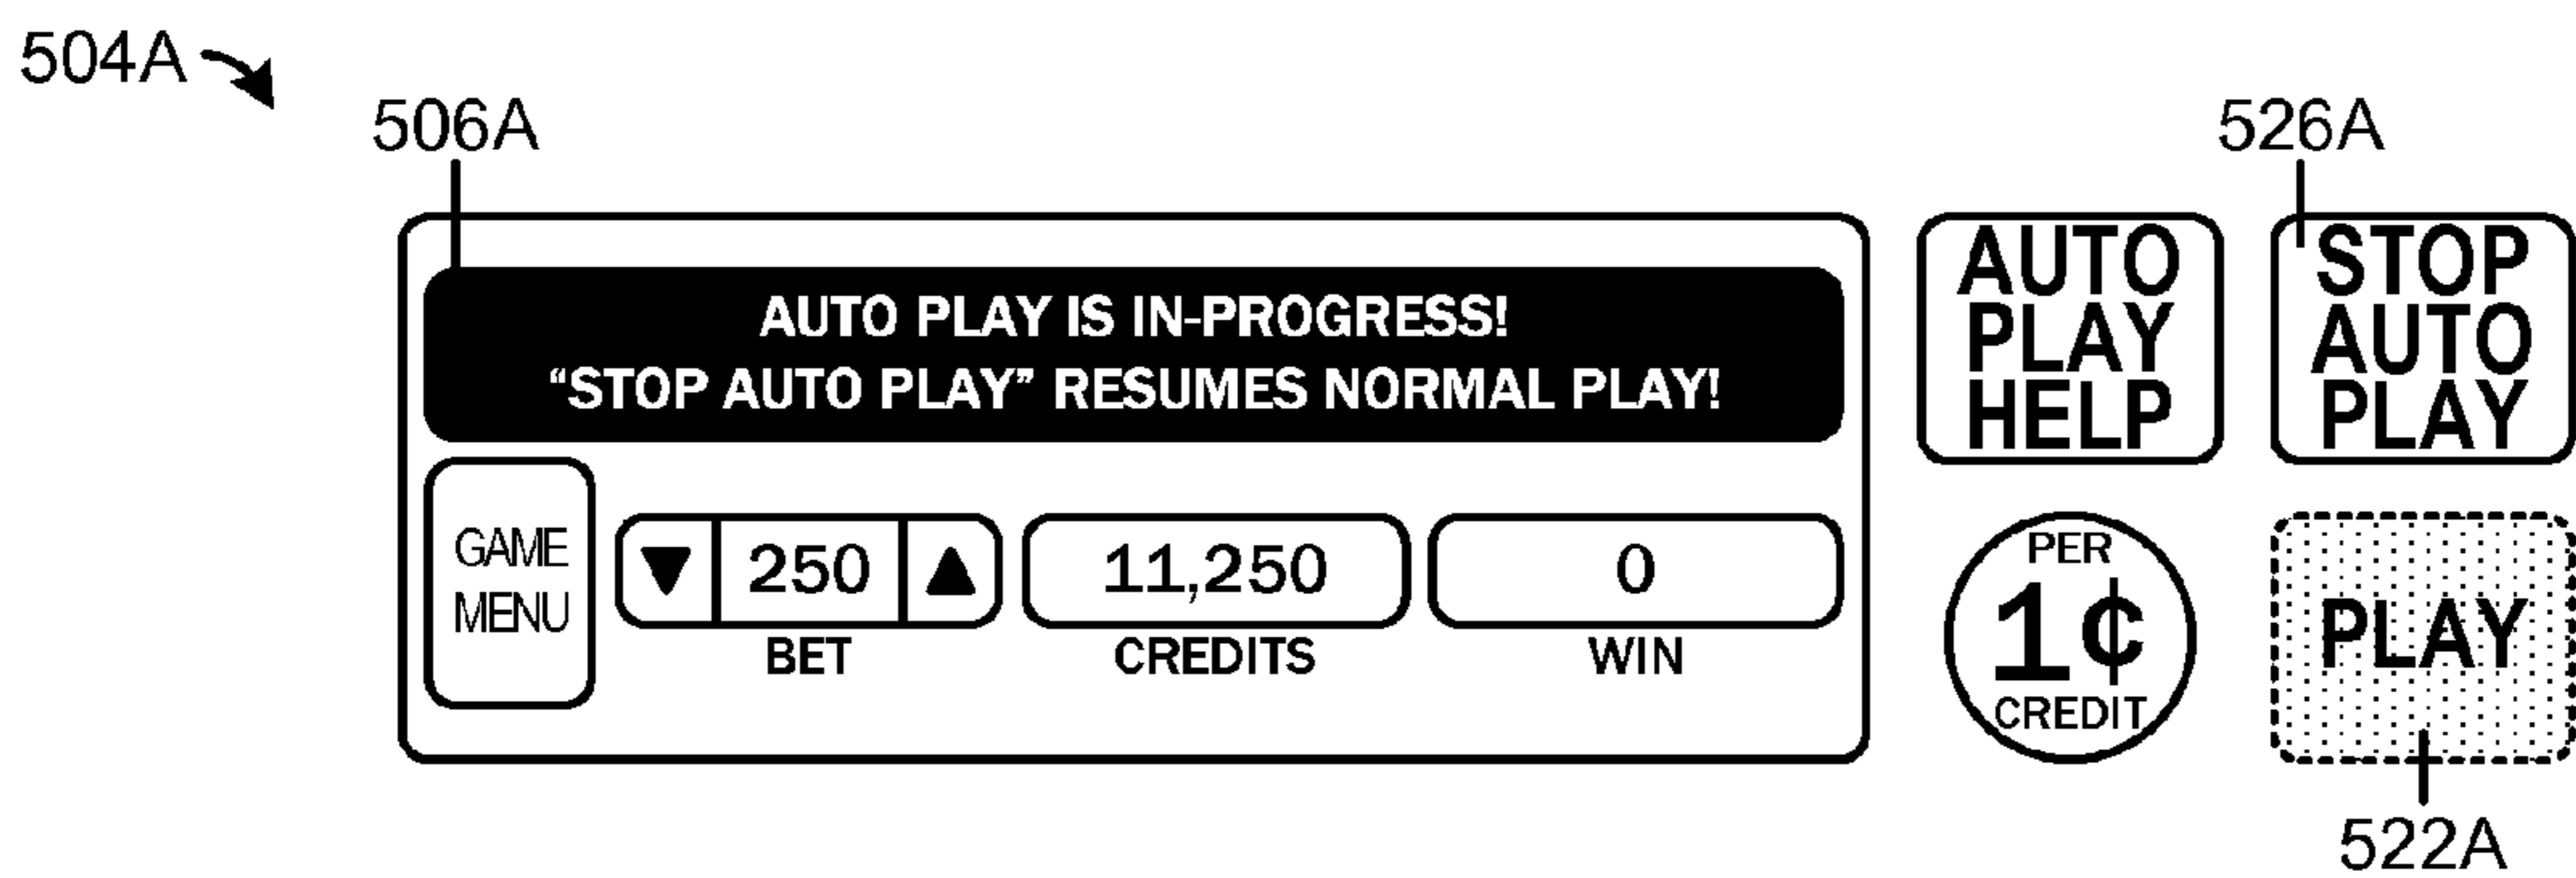 504A
506A
526A
AUTO PLAY IS IN-PROGRESS!
“STOP AUTO PLAY” RESUMES NORMAL PLAY!
AUTO
PLAY
HELP
STOP
AUTO
PLAY
GAME
MENU
250
BET
11,250
CREDITS
0
WIN
PER
1¢
CREDIT
PLAY
522A